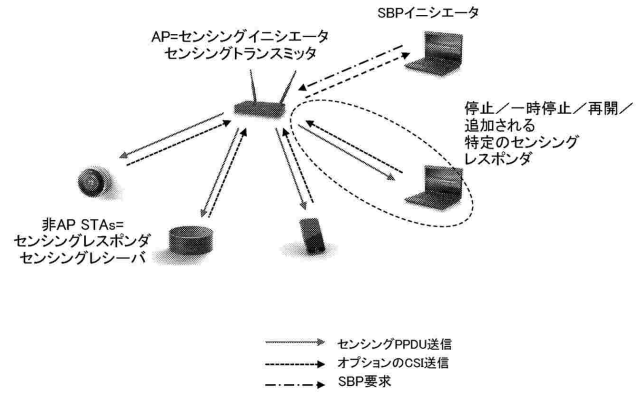 SBPイニシエータ
AP=センシングイニシエータ
センシングトランスミッタ
停止／一時停止／再開／
追加される
特定のセンシング
レスポンダ
非AP STAs=
センシングレスポンダ
センシングレシーバ
センシングPPDU送信
オプションのCSI送信
SBP要求